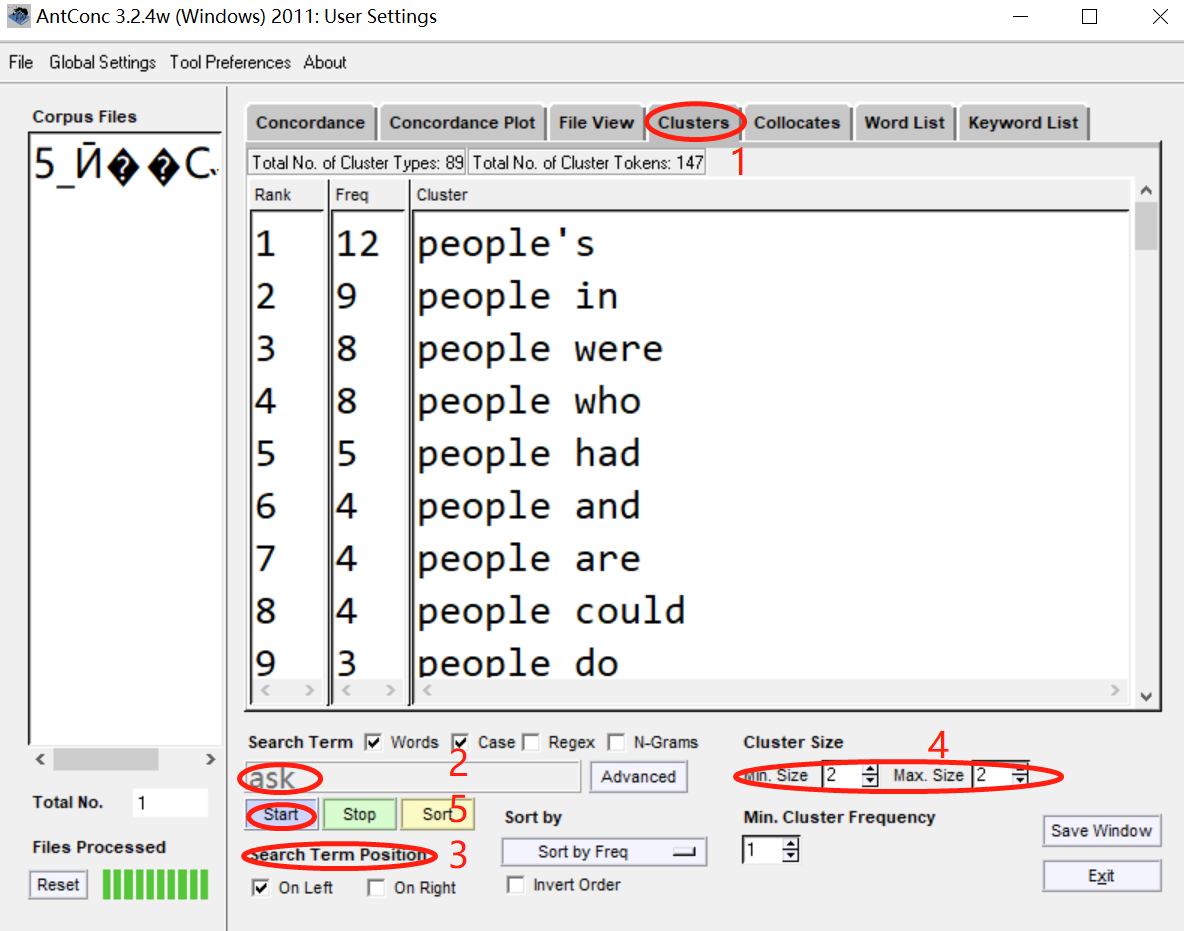 AntConc 3.2.4w (Windows) 2011: User Settings
File Global Settings Tool Preferences About
Corpus Files
5_Й��С
Concordance Concordance Plot File View Clusters Collocates Word List Keyword List
Total No. of Cluster Types: 89 Total No. of Cluster Tokens: 147
1
Rank Freq Cluster
1 12 people's
2 9 people in
3 8 people were
4 8 people who
5 5 people had
6 4 people and
7 4 people are
8 4 people could
9 3 people do
Search Term Words Case Regex N-Grams
2
ask
Advanced
Start Stop Sort
5
Search Term Position
3
On Left On Right
Sort by
Sort by Freq
Invert Order
Cluster Size
4
Min. Size 2 Max. Size 2
Min. Cluster Frequency
1
Total No. 1
Files Processed
Reset
Save Window
Exit